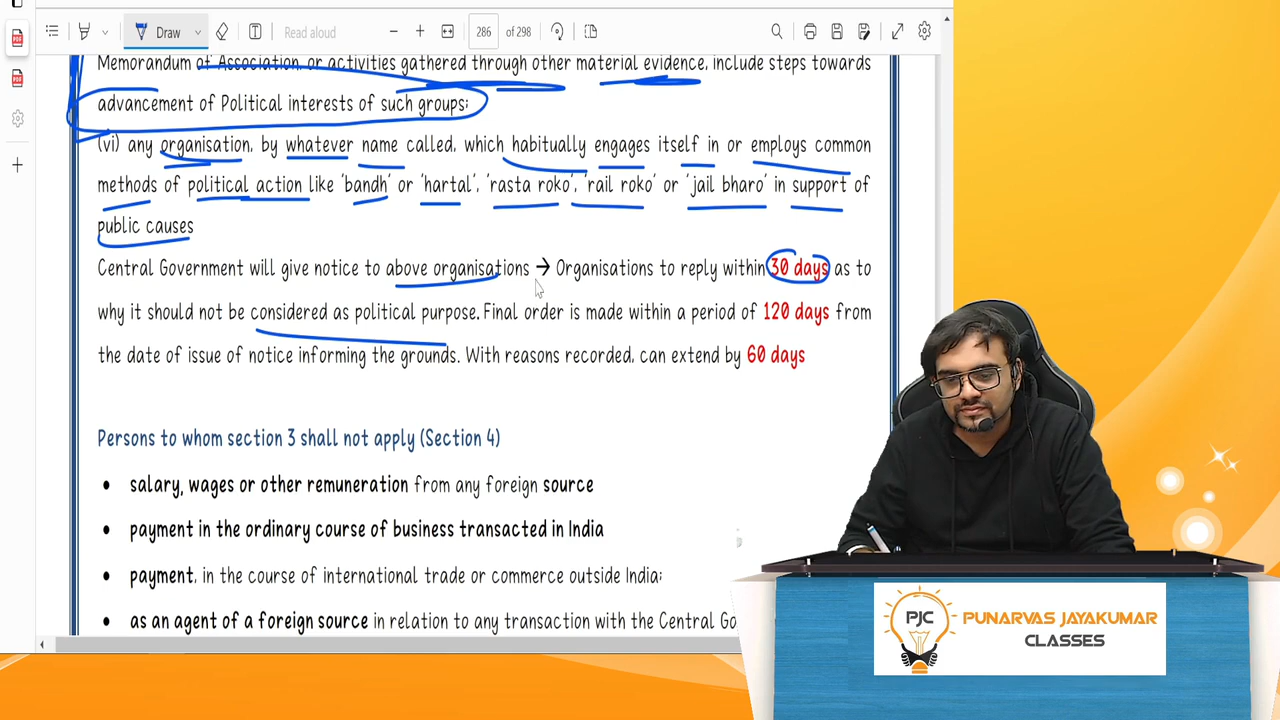 Draw
Read aloud
286 of 298
Memorandum of Association, or activities gathered through other material evidence, include steps towards
advancement of Political interests of such groups;
(vi) any organisation, by whatever name called, which habitually engages itself in or employs common
methods of political action like 'bandh' or 'hartal', 'rasta roko', 'rail roko' or 'jail bharo' in support of
public causes
Central Government will give notice to above organisations → Organisations to reply within 30 days as to
why it should not be considered as political purpose. Final order is made within a period of 120 days from
the date of issue of notice informing the grounds. With reasons recorded, can extend by 60 days
Persons to whom section 3 shall not apply (Section 4)
• salary, wages or other remuneration from any foreign source
• payment in the ordinary course of business transacted in India
• payment, in the course of international trade or commerce outside India;
• as an agent of a foreign source in relation to any transaction with the Central Go
PJC
PUNARVAS JAYAKUMAR
CLASSES